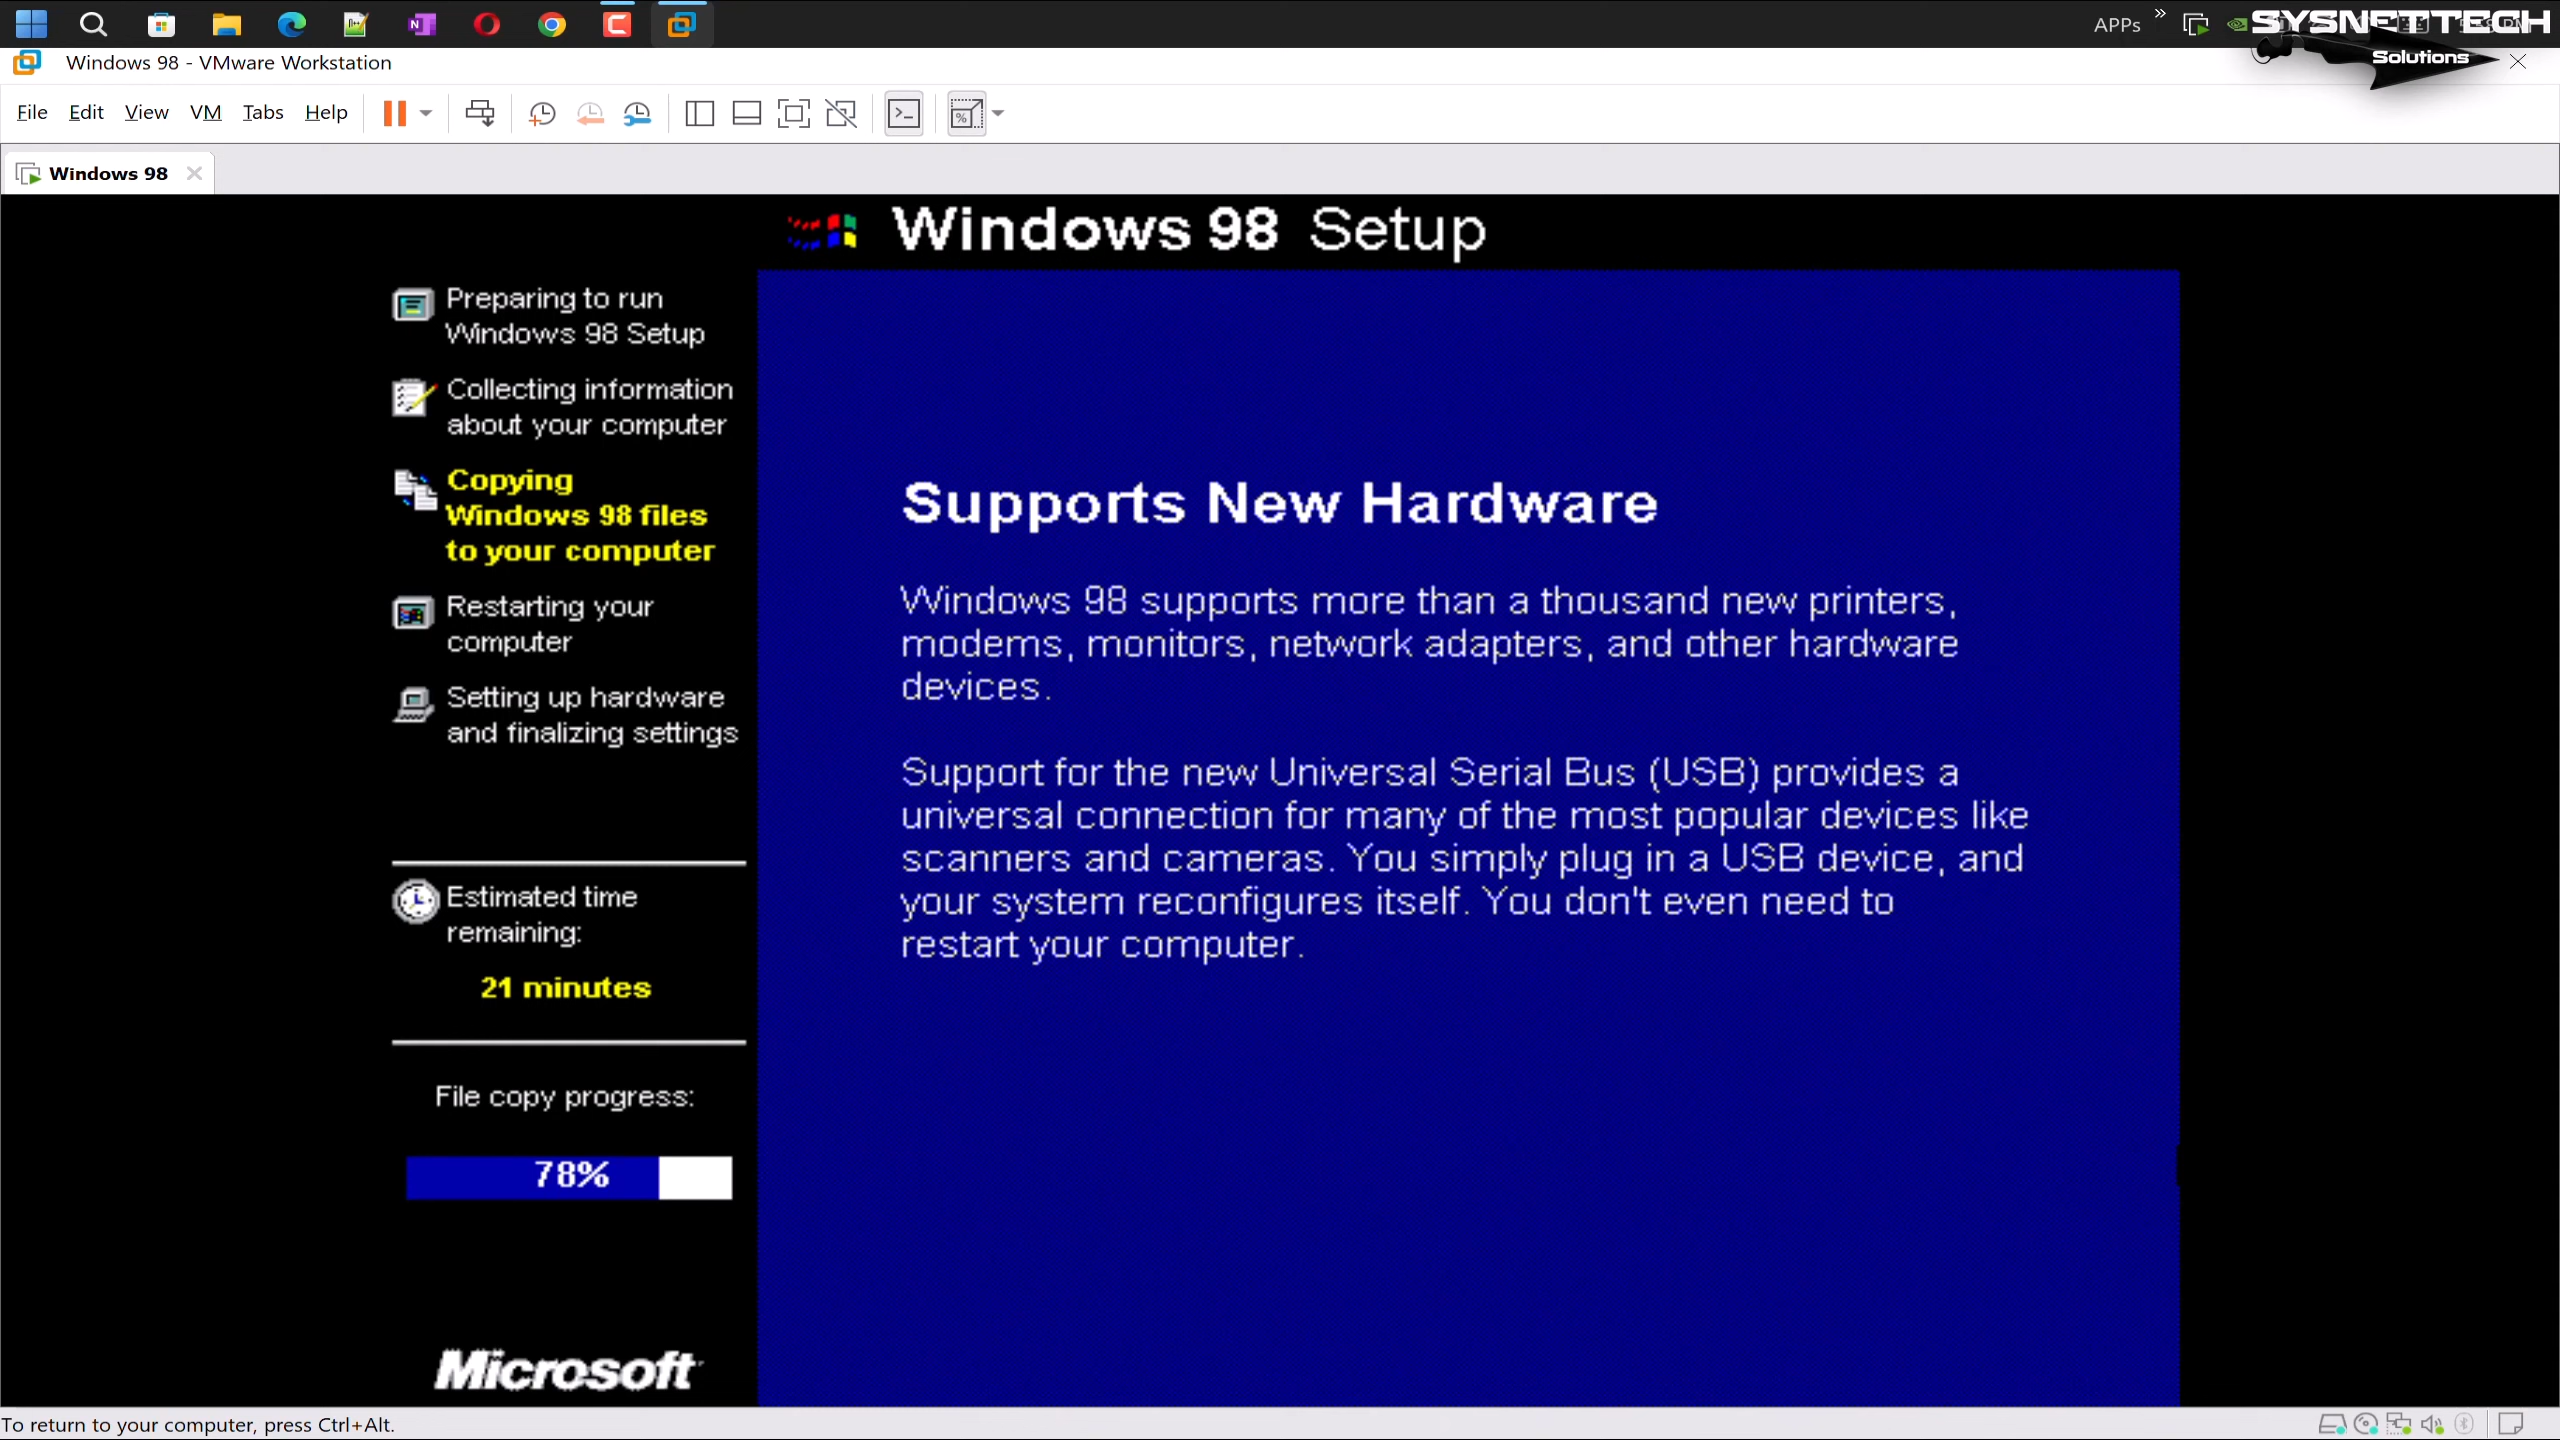 APPs
SYSNETTECH
Solutions
Windows 98 - VMware Workstation
File Edit View VM Tabs Help
Windows 98
Windows 98 Setup
Preparing to run
Windows 98 Setup
Collecting information
about your computer
Copying
Windows 98 files
to your computer
Restarting your
computer
Setting up hardware
and finalizing settings
Estimated time
remaining:
21 minutes
File copy progress:
78%
Microsoft
Supports New Hardware
Windows 98 supports more than a thousand new printers,
modems, monitors, network adapters, and other hardware
devices.
Support for the new Universal Serial Bus (USB) provides a
universal connection for many of the most popular devices like
scanners and cameras. You simply plug in a USB device, and
your system reconfigures itself. You don't even need to
restart your computer.
To return to your computer, press Ctrl+Alt.